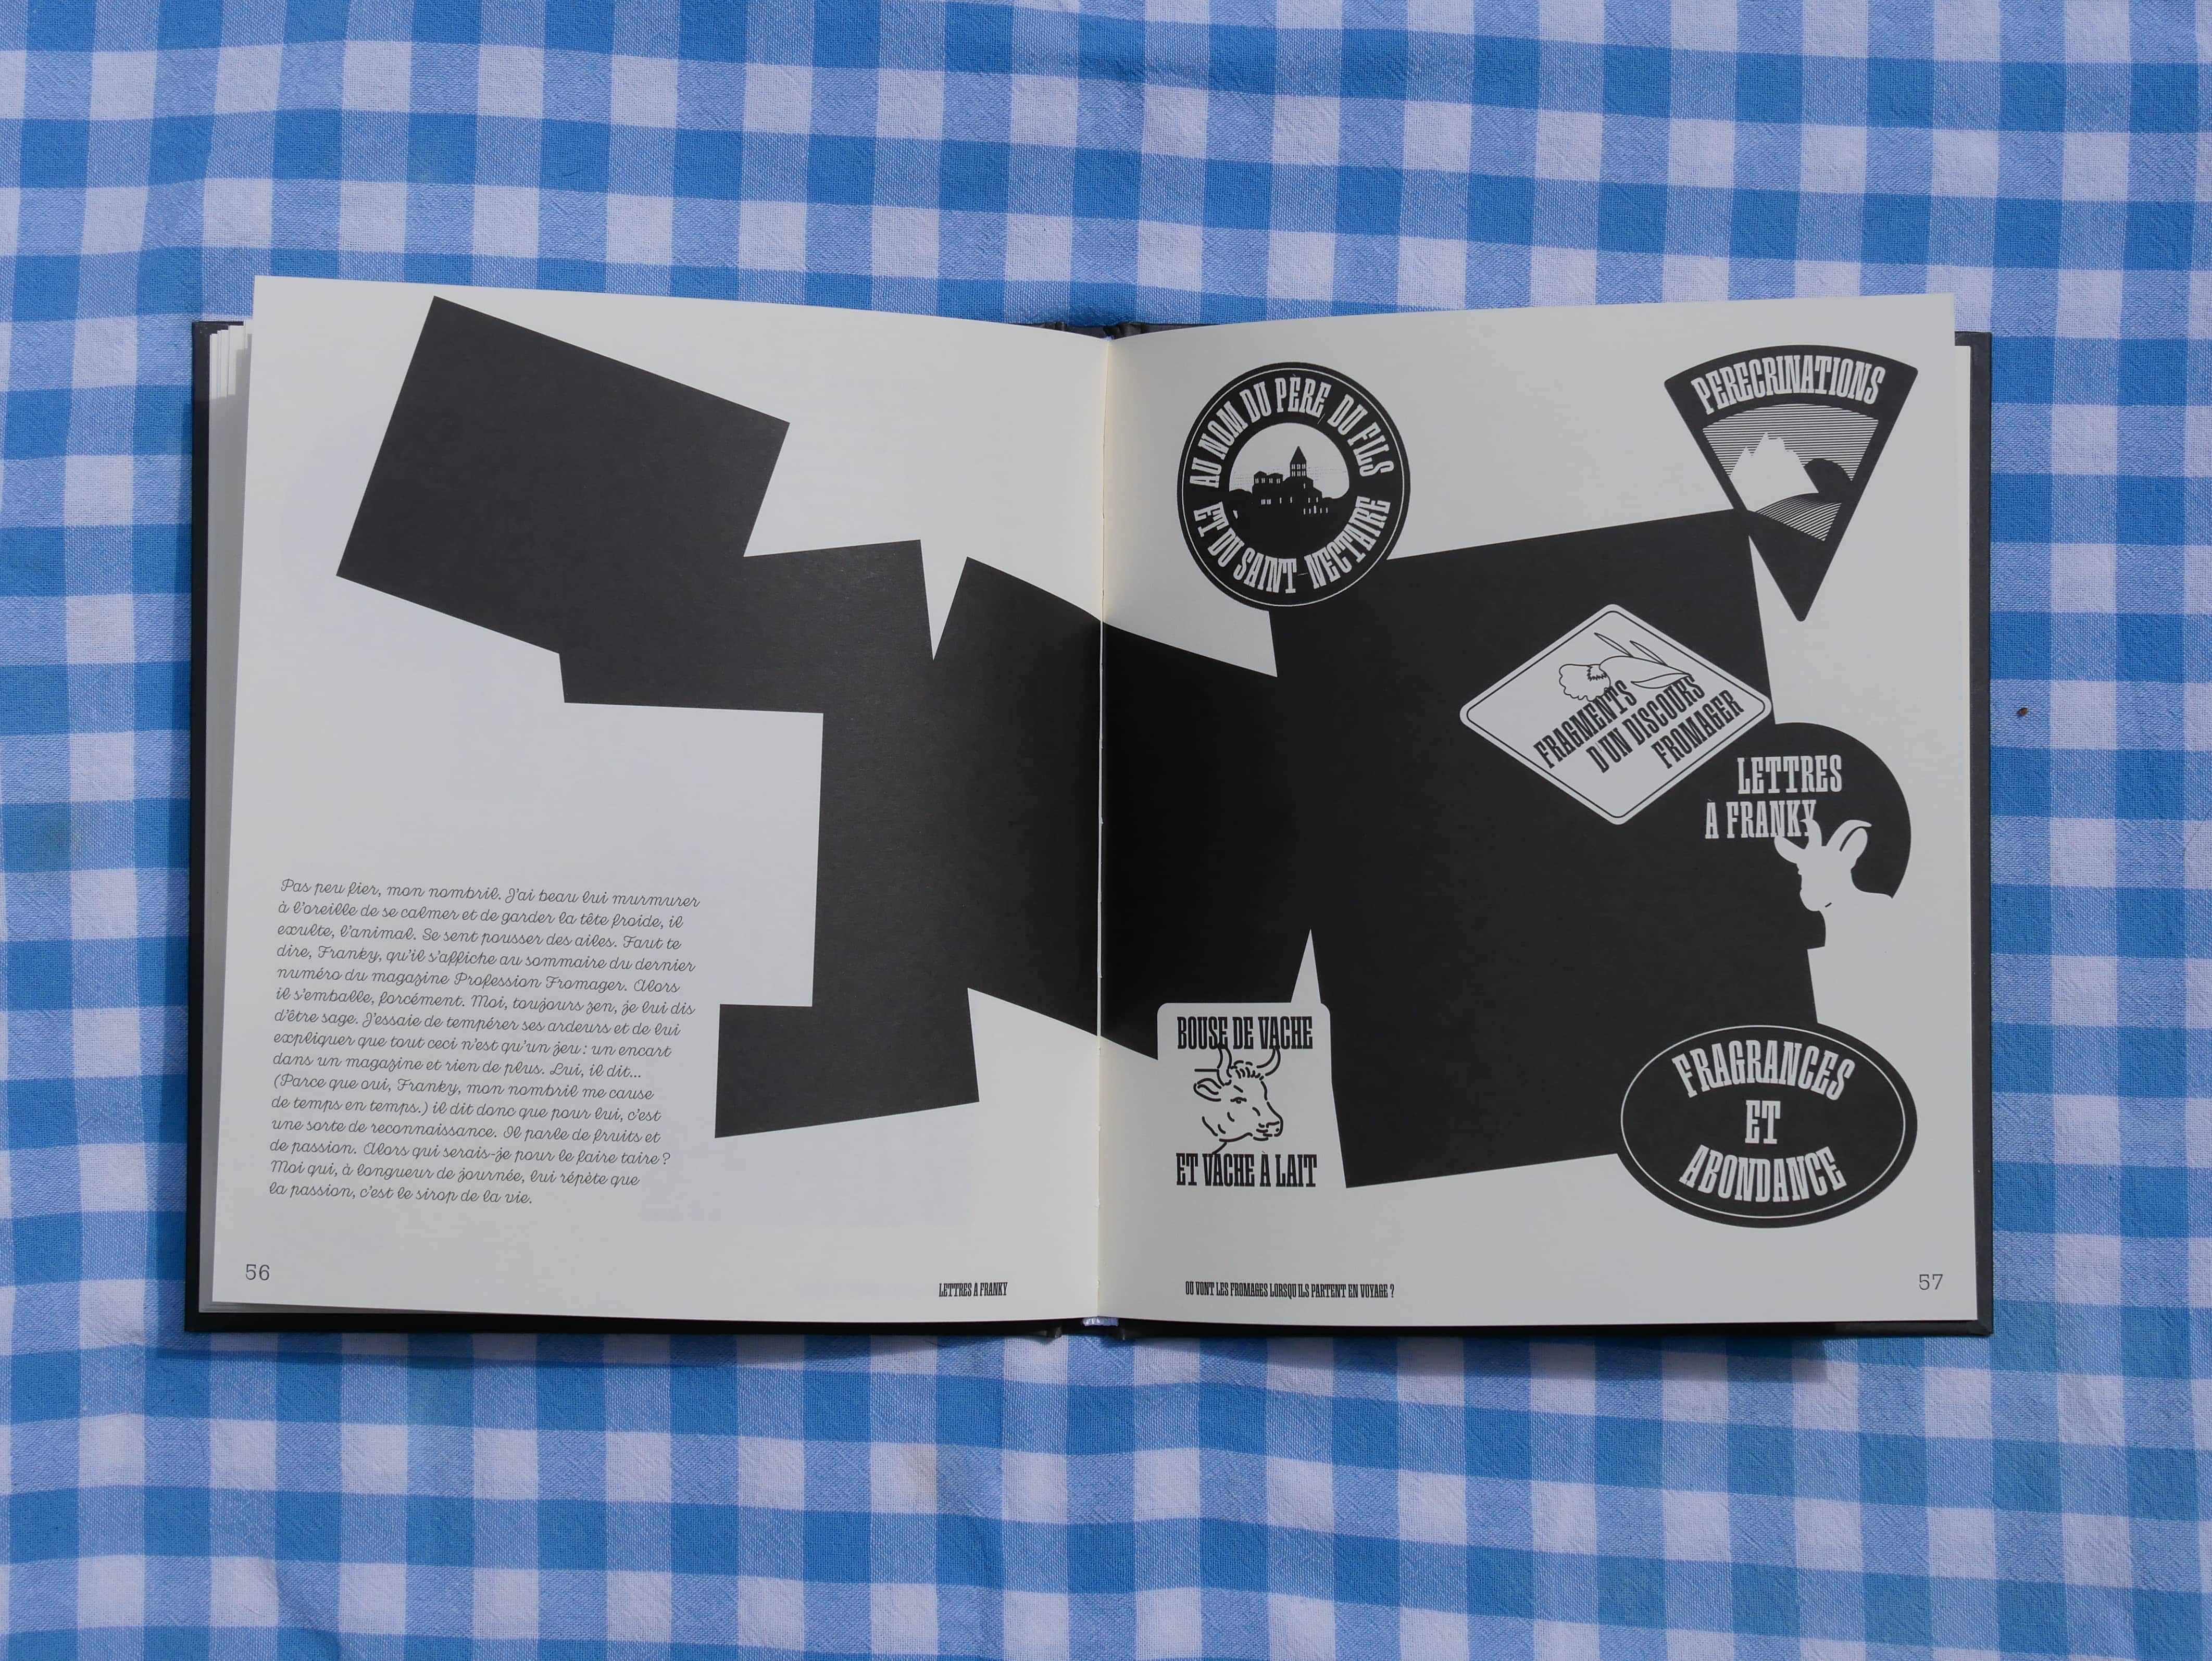 Pas peu fier, mon nombril. J'ai beau lui murmurer
à l'oreille de se calmer et de garder la tête froide, il
exulte, l'animal. Se sent pousser des ailes. Faut te
dire, Franky, qu'il s'affiche au sommaire du dernier
numéro du magazine Profession Fromager. Alors
il s'emballe, forcément. Moi, toujours zen, je lui dis
d'être sage. J'essaie de tempérer ses ardeurs et de lui
expliquer que tout ceci n'est qu'un jeu : un encart
dans un magazine et rien de plus. Lui, il dit...
(Parce que oui, Franky, mon nombril me cause
de temps en temps.) il dit donc que pour lui, c'est
une sorte de reconnaissance. Il parle de fruits et
de passion. Alors qui serais-je pour le faire taire ?
Moi qui, à longueur de journée, lui répète que
la passion, c'est le sirop de la vie.
56
LETTRES A FRANKY
AU NOM DU PÈRE, DU FILS
ET DU SAINT-NECTAIRE
PEREGRINATIONS
FRAGMENTS
D'UN DISCOURS
FROMAGER
LETTRES
À FRANKY
BOUSE DE VACHE
ET VACHE À LAIT
FRAGRANCES
ET
ABONDANCE
OU VONT LES FROMAGES LORSQU'ILS PARTENT EN VOYAGE ?
57